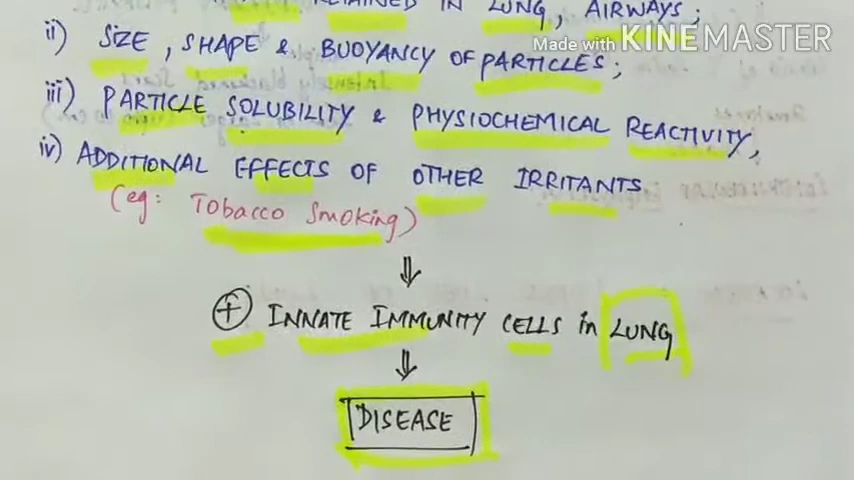 RETAINED IN LUNG, AIRWAYS;
ii) SIZE, SHAPE & BUOYANCY OF PARTICLES;
Made with KINEMASTER
iii) PARTICLE SOLUBILITY & PHYSIOCHEMICAL REACTIVITY,
iv) ADDITIONAL EFFECTS OF OTHER IRRITANTS
(eg: Tobacco Smoking)
⇓
⊕ INNATE IMMUNITY CELLS in LUNG
⇓
DISEASE